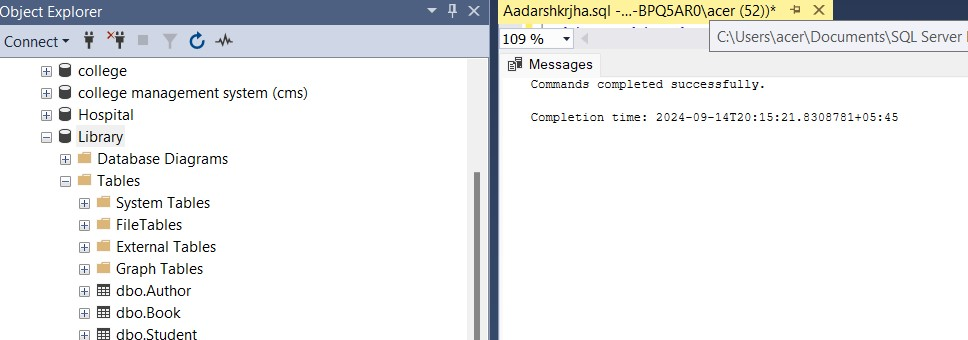 Object Explorer
Connect
college
college management system (cms)
Hospital
Library
Database Diagrams
Tables
System Tables
FileTables
External Tables
Graph Tables
dbo.Author
dbo.Book
dbo.Student
Aadarshkrjha.sql -...-BPQ5AR0\acer (52))*
C:\Users\acer\Documents\SQL Server
109 %
Messages
Commands completed successfully.
Completion time: 2024-09-14T20:15:21.8308781+05:45